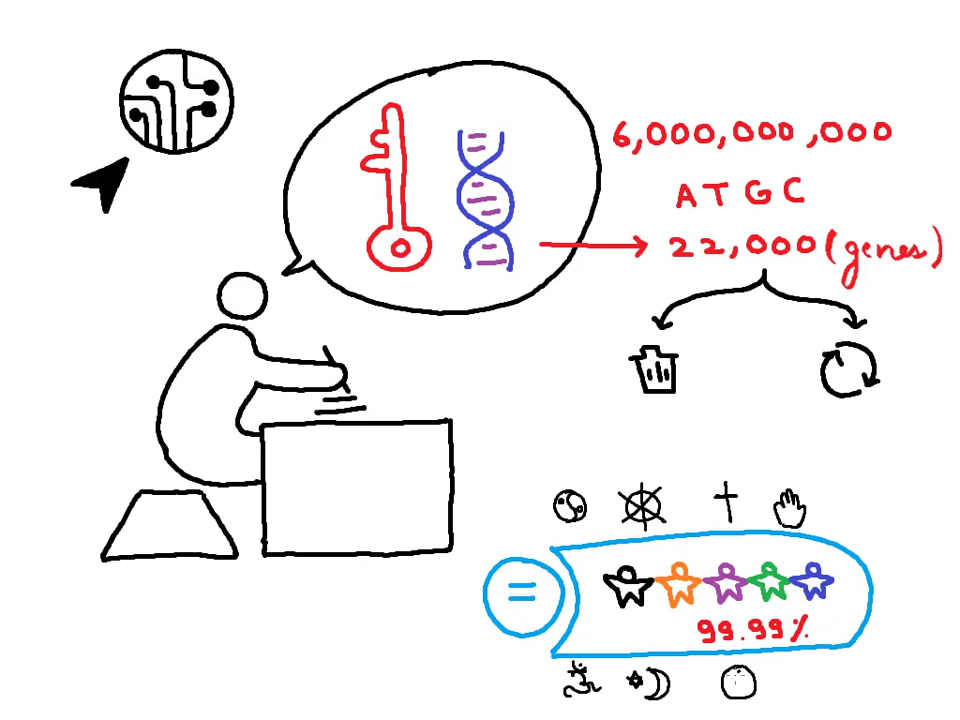 6,000,000,000
ATGC
22,000 (genes)
=
99.99%